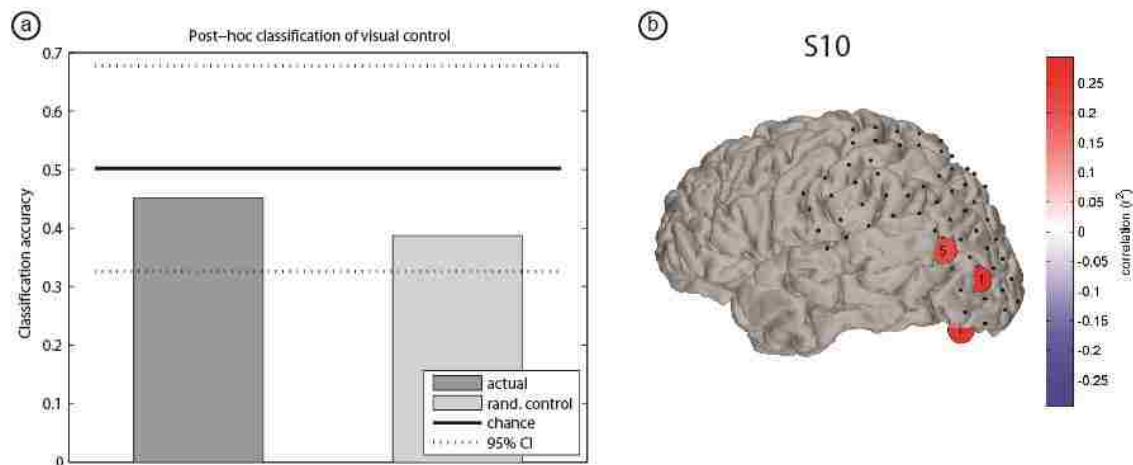 a
Post-hoc classification of visual control
Classification accuracy
0.7
0.6
0.5
0.4
0.3
0.2
0.1
0
actual
rand. control
chance
95% CI
b
S10
5
1
0.25
0.2
0.15
0.1
0.05
0
-0.05
-0.1
-0.15
-0.2
-0.25
correlation (r²)